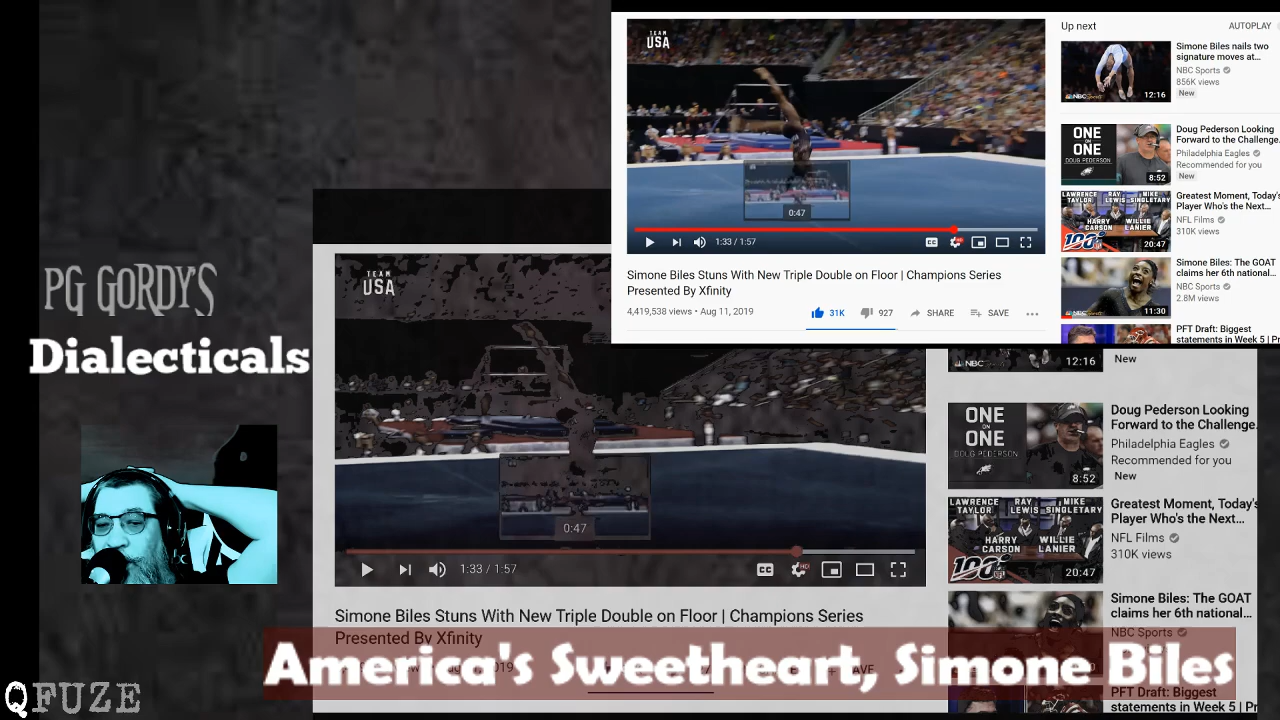 TEAM
USA
0:47
1:33 / 1:57
CC
HD
Simone Biles Stuns With New Triple Double on Floor | Champions Series
Presented By Xfinity
4,419,538 views • Aug 11, 2019
31K
927
SHARE
SAVE
Up next
AUTOPLAY
NBC Sports
12:16
Simone Biles nails two
signature moves at...
NBC Sports
856K views
New
ONE
ON
ONE
DOUG PEDERSON
8:52
Doug Pederson Looking
Forward to the Challenge.
Philadelphia Eagles
Recommended for you
New
LAWRENCE TAYLOR
RAY LEWIS
MIKE SINGLETARY
HARRY CARSON
WILLIE LANIER
100
20:47
Greatest Moment, Today's
Player Who's the Next...
NFL Films
310K views
11:30
Simone Biles: The GOAT
claims her 6th national...
NBC Sports
2.8M views
PFT Draft: Biggest
statements in Week 5 | Pr
PG GORDY'S
Dialecticals
TEAM
USA
0:47
1:33 / 1:57
CC
HD
Simone Biles Stuns With New Triple Double on Floor | Champions Series
Presented By Xfinity
NBC
12:16
New
ONE
ON
ONE
DOUG PEDERSON
8:52
Doug Pederson Looking
Forward to the Challenge.
Philadelphia Eagles
Recommended for you
New
LAWRENCE TAYLOR
RAY LEWIS
MIKE SINGLETARY
HARRY CARSON
WILLIE LANIER
100
20:47
Greatest Moment, Today's
Player Who's the Next...
NFL Films
310K views
Simone Biles: The GOAT
claims her 6th national...
NBC Sports
America's Sweetheart, Simone Biles
PFT Draft: Biggest
statements in Week 5 | Pr
QFUZE